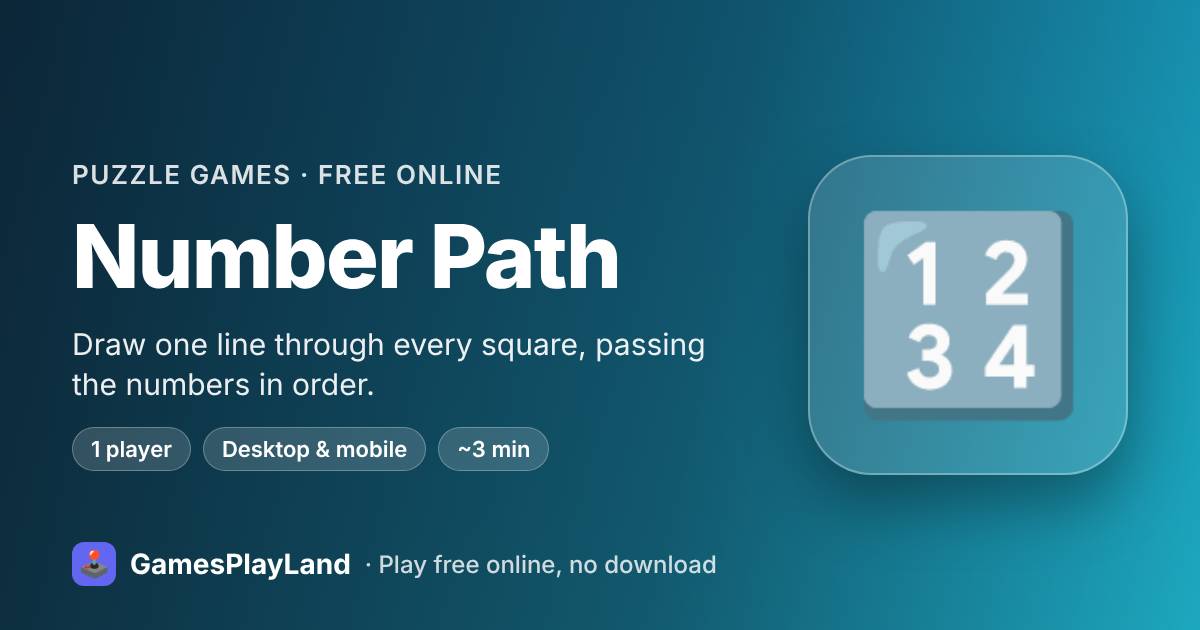 PUZZLE GAMES · FREE ONLINE
Number Path
Draw one line through every square, passing
the numbers in order.
1 player
Desktop & mobile
~3 min
1 2
3 4
GamesPlayLand · Play free online, no download